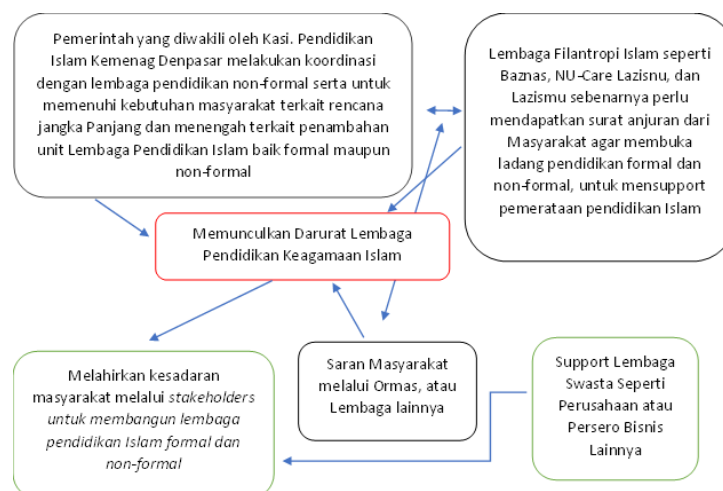 Pemerintah yang diwakili oleh Kasi. Pendidikan
Islam Kemenag Denpasar melakukan koordinasi
dengan lembaga pendidikan non-formal serta untuk
memenuhi kebutuhan masyarakat terkait rencana
jangka Panjang dan menengah terkait penambahan
unit Lembaga Pendidikan Islam baik formal maupun
non-formal
Lembaga Filantropi Islam seperti
Baznas, NU-Care Lazisnu, dan
Lazismu sebenarnya perlu
mendapatkan surat anjuran dari
Masyarakat agar membuka
ladang pendidikan formal dan
non-formal, untuk mensupport
pemerataan pendidikan Islam
Memunculkan Darurat Lembaga
Pendidikan Keagamaan Islam
Melahirkan kesadaran
masyarakat melalui stakeholders
untuk membangun lembaga
pendidikan Islam formal dan
non-formal
Saran Masyarakat
melalui Ormas, atau
Lembaga lainnya
Support Lembaga
Swasta Seperti
Perusahaan atau
Persero Bisnis
Lainnya